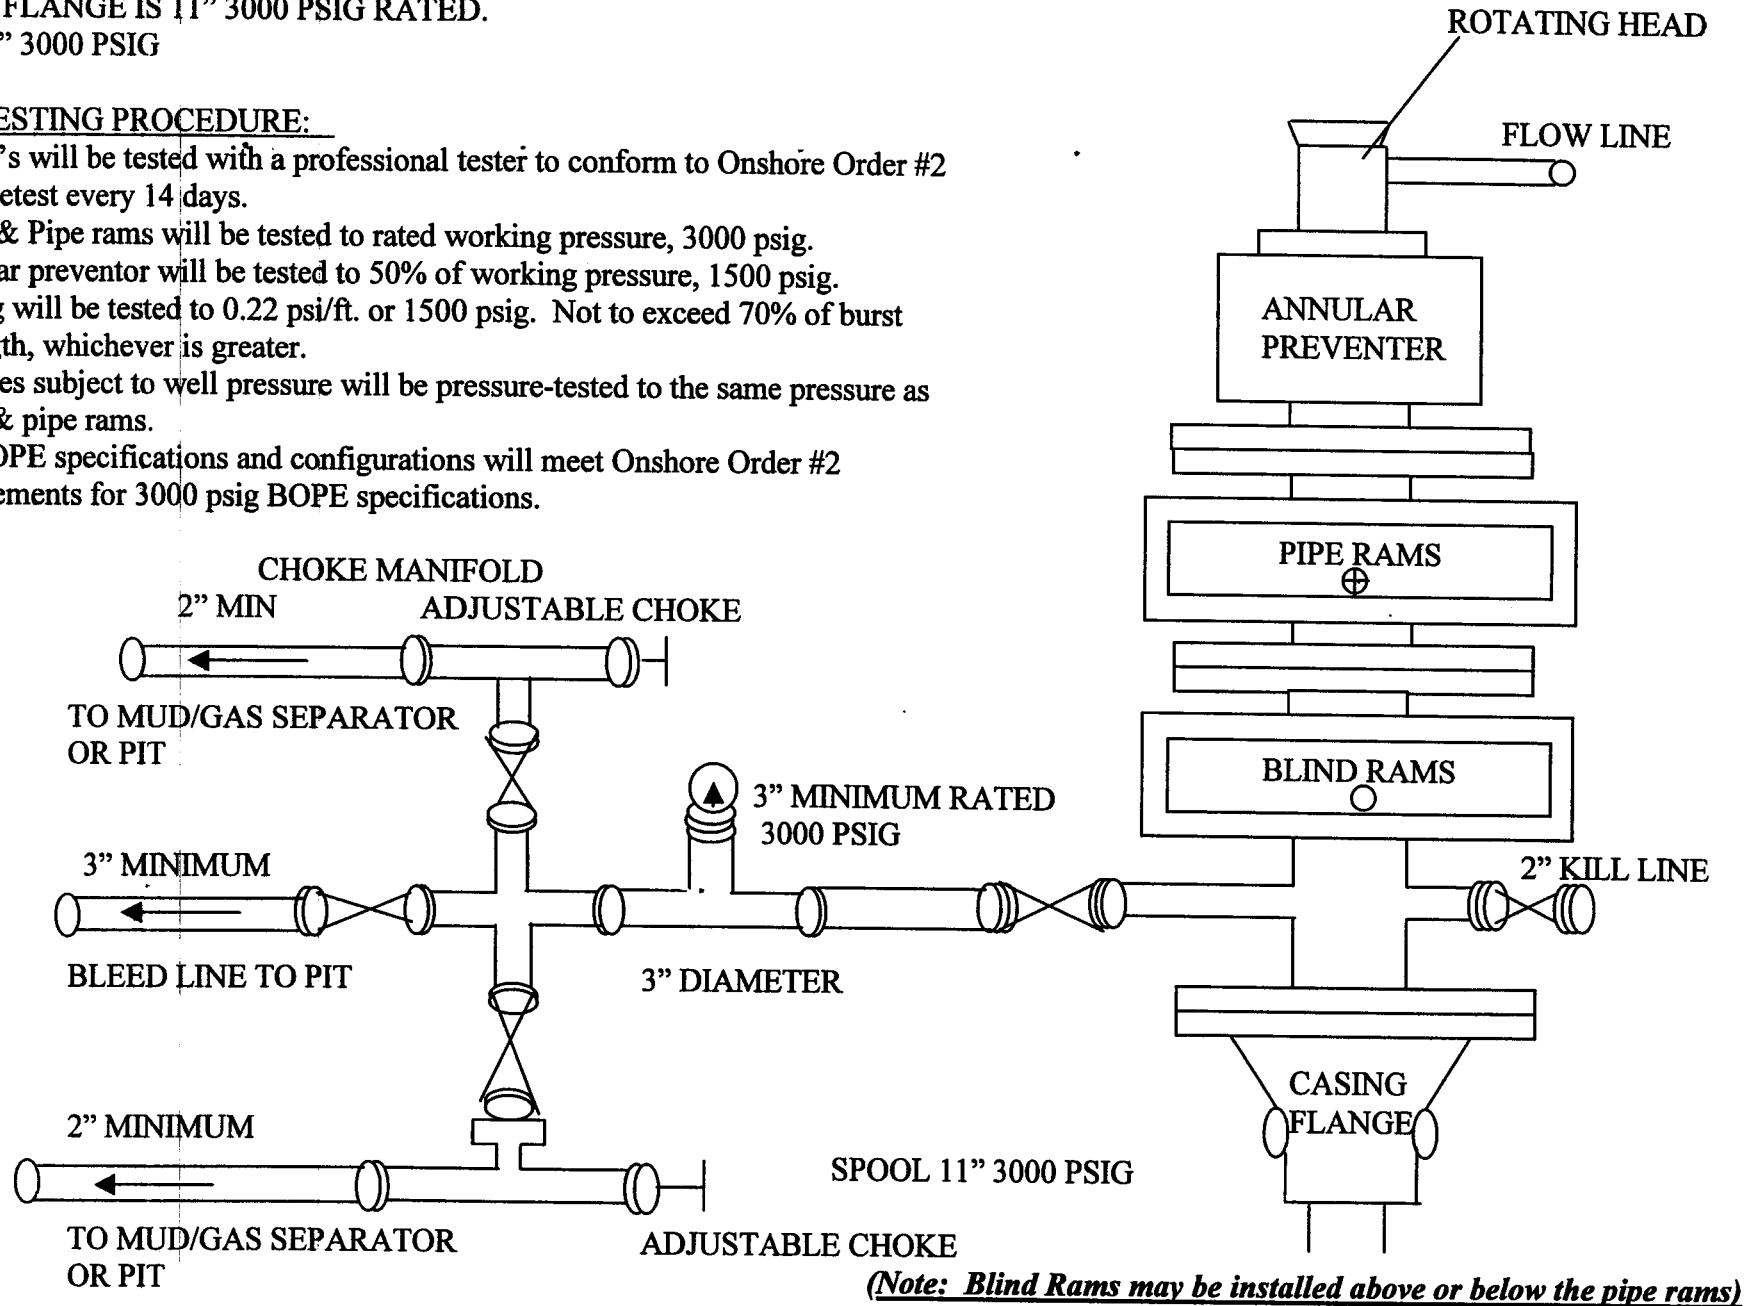 FLANGE IS 11” 3000 PSIG RATED.
” 3000 PSIG
ESTING PROCEDURE:
’s will be tested with a professional tester to conform to Onshore Order #2
etest every 14 days.
& Pipe rams will be tested to rated working pressure, 3000 psig.
ar preventor will be tested to 50% of working pressure, 1500 psig.
g will be tested to 0.22 psi/ft. or 1500 psig. Not to exceed 70% of burst
gth, whichever is greater.
es subject to well pressure will be pressure-tested to the same pressure as
& pipe rams.
OPE specifications and configurations will meet Onshore Order #2
ements for 3000 psig BOPE specifications.
ROTATING HEAD
FLOW LINE
ANNULAR
PREVENTER
PIPE RAMS
BLIND RAMS
2” KILL LINE
CASING
FLANGE
CHOKE MANIFOLD
2” MIN
ADJUSTABLE CHOKE
TO MUD/GAS SEPARATOR
OR PIT
3” MINIMUM RATED
3000 PSIG
3” MINIMUM
BLEED LINE TO PIT
3” DIAMETER
2” MINIMUM
SPOOL 11” 3000 PSIG
TO MUD/GAS SEPARATOR
OR PIT
ADJUSTABLE CHOKE
(Note: Blind Rams may be installed above or below the pipe rams)